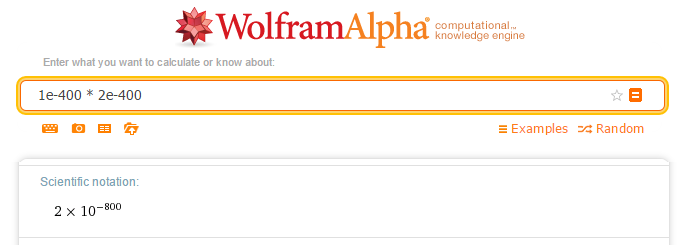 WolframAlpha® computational...
knowledge engine
Enter what you want to calculate or know about:
1e-400 * 2e-400
Examples Random
Scientific notation:
2 × 10⁻⁸⁰⁰